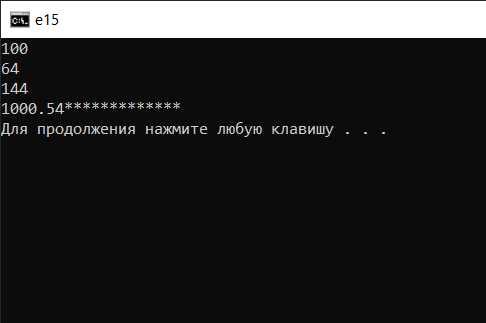 e15
100
64
144
1000.54*************
Для продолжения нажмите любую клавишу . . .